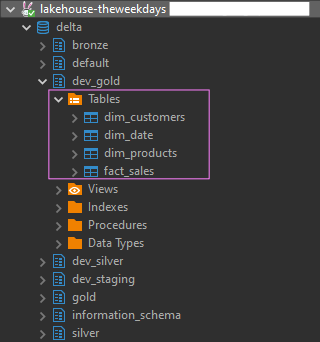 lakehouse-theweekdays
delta
bronze
default
dev_gold
Tables
dim_customers
dim_date
dim_products
fact_sales
Views
Indexes
Procedures
Data Types
dev_silver
dev_staging
gold
information_schema
silver